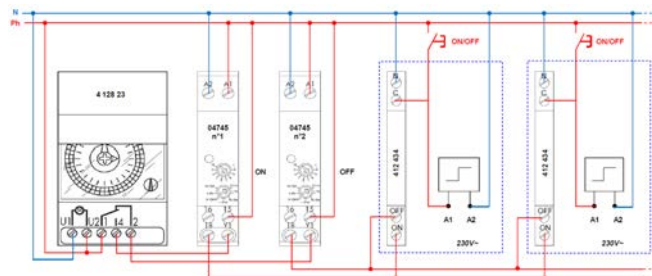 N
Ph
ON/OFF
ON/OFF
A2 A1
A2 A1
N
C
N
C
4 128 23
04745
n°1
04745
n°2
ON
OFF
412 434
412 434
A1 A2
A1 A2
U1 U2 1 4 2
16 15
18 Y1
16 15
18 Y1
OFF
ON
OFF
ON
230V~
230V~